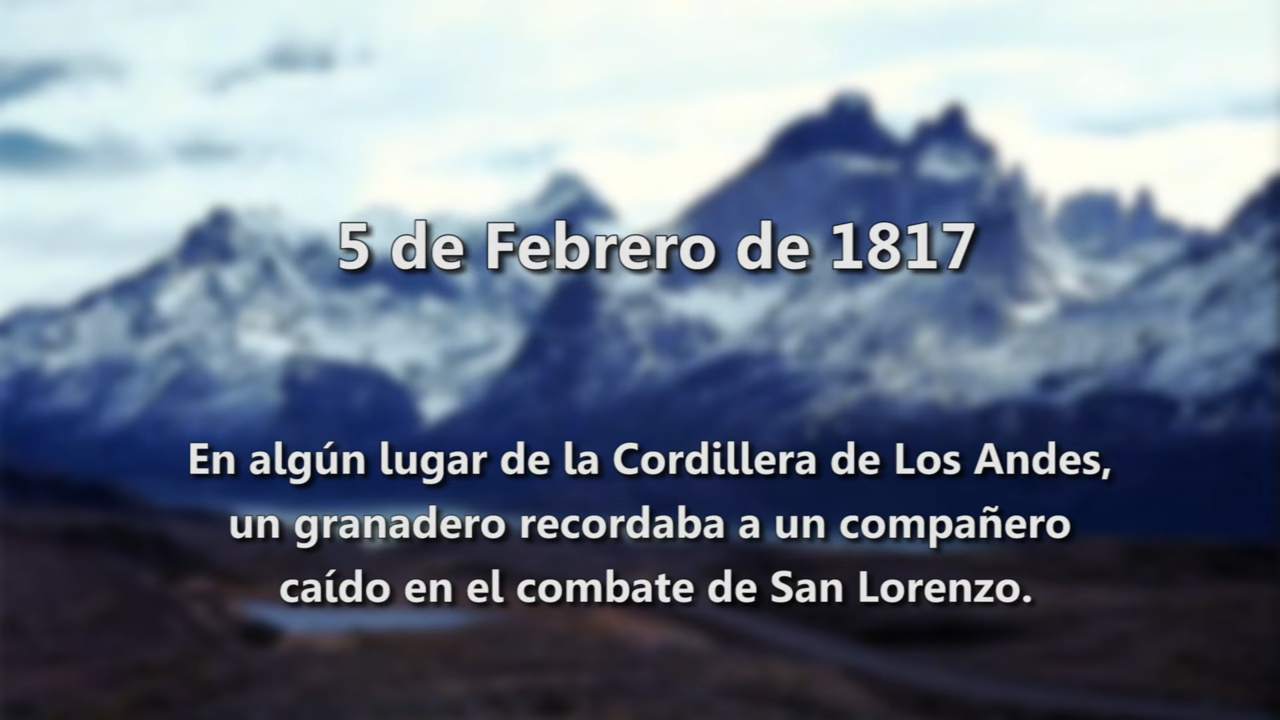 5 de Febrero de 1817
En algún lugar de la Cordillera de Los Andes,
un granadero recordaba a un compañero
caído en el combate de San Lorenzo.